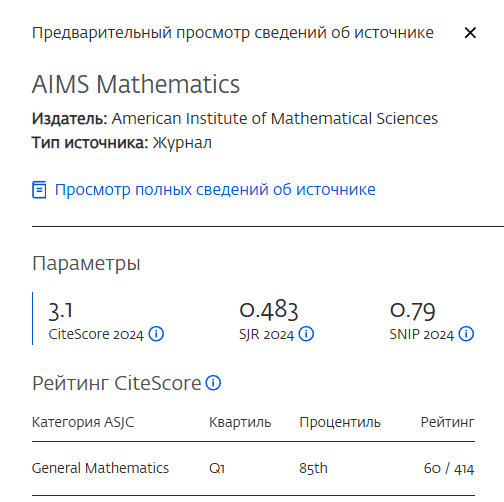 Предварительный просмотр сведений об источнике
AIMS Mathematics
Издатель: American Institute of Mathematical Sciences
Тип источника: Журнал
Просмотр полных сведений об источнике
Параметры
3.1 0.483 0.79
CiteScore 2024 SJR 2024 SNIP 2024
Рейтинг CiteScore
Категория ASJC Квартиль Процентиль Рейтинг
General Mathematics Q1 85th 60 / 414